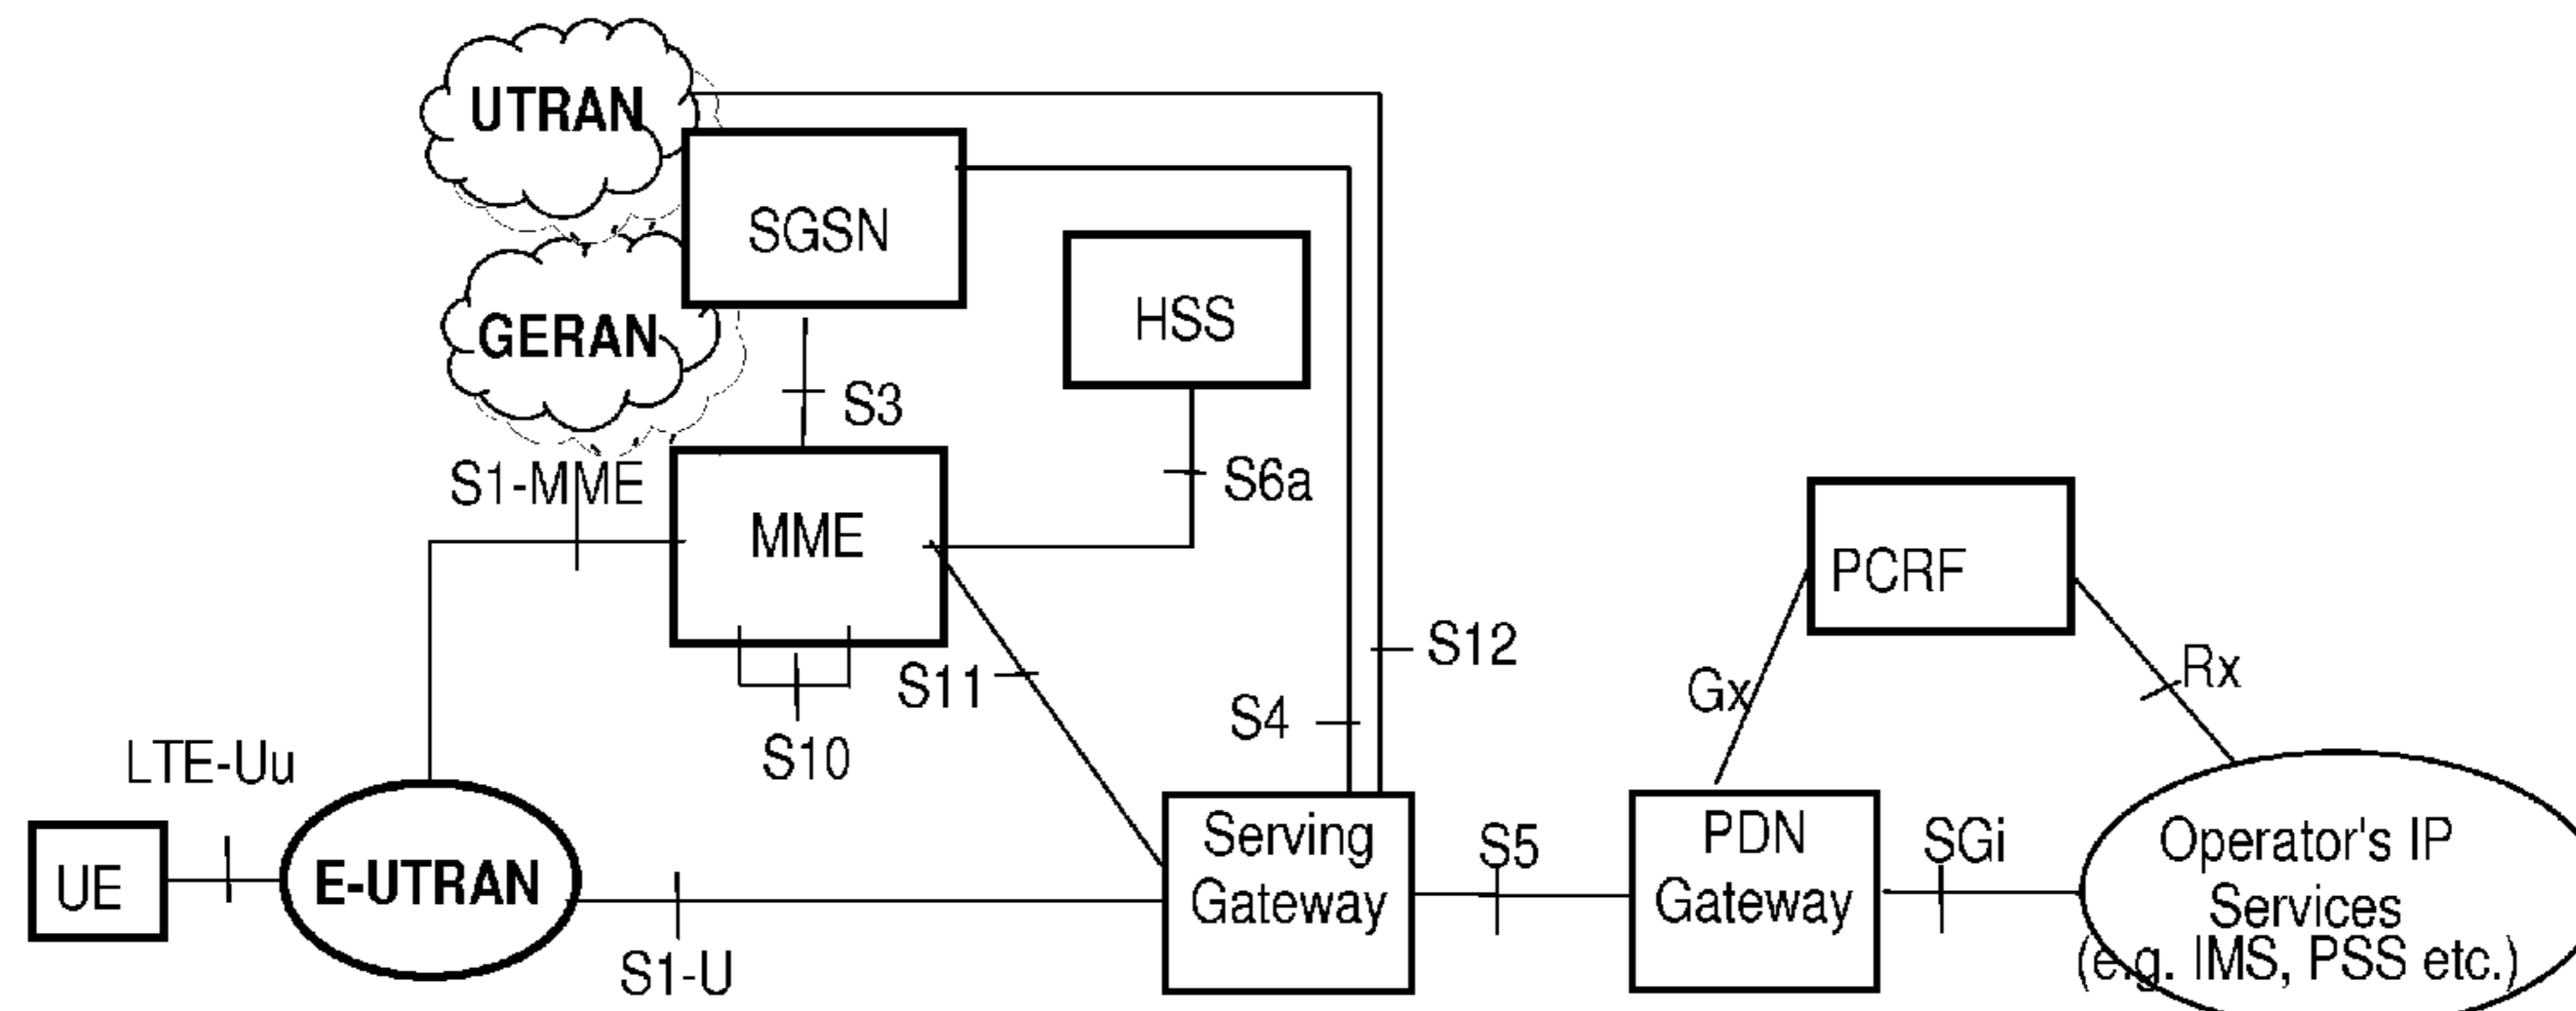 UTRAN
SGSN
HSS
GERAN
S3
S1-MME
S6a
MME
PCRF
S12
S11
Gx
Rx
S4
S10
LTE-Uu
UE
E-UTRAN
Serving
Gateway
S5
PDN
Gateway
SGi
Operator's IP
Services
(e.g. IMS, PSS etc.)
S1-U